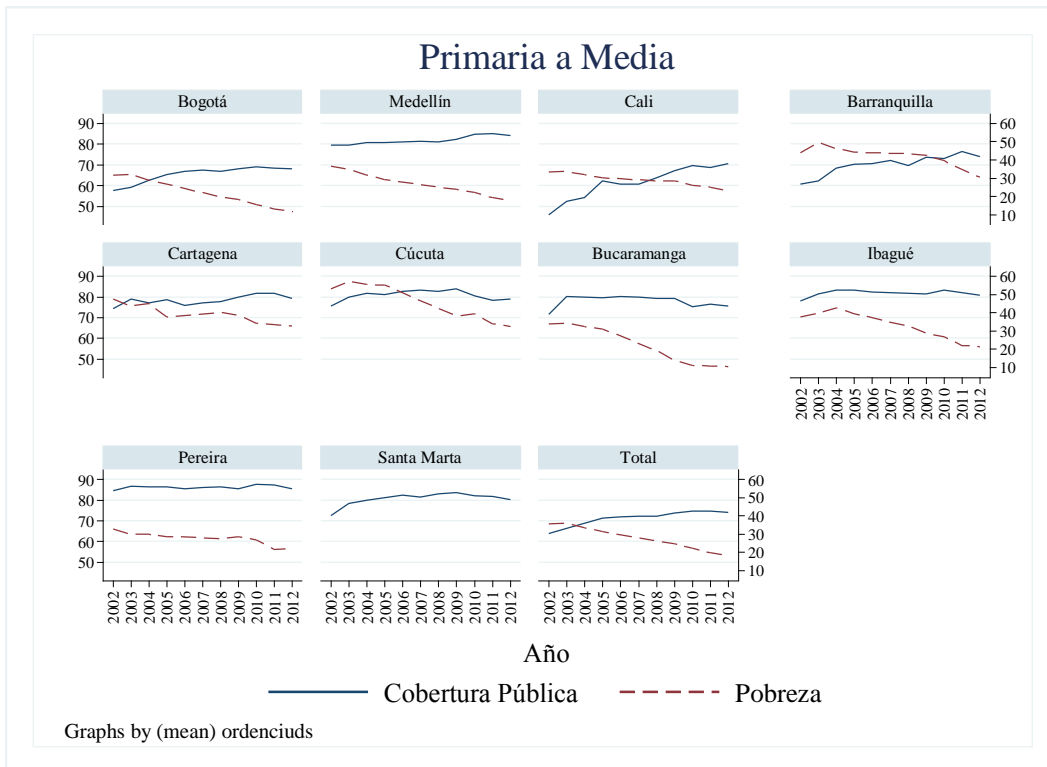 Primaria a Media
Bogotá Medellín Cali Barranquilla
90 60
80 50
70 40
60 30
50 20
10
Cartagena Cúcuta Bucaramanga Ibagué
90 60
80 50
70 40
60 30
50 20
10
2002 2003 2004 2005 2006 2007 2008 2009 2010 2011 2012
Pereira Santa Marta Total
90 60
80 50
70 40
60 30
50 20
10
2002 2003 2004 2005 2006 2007 2008 2009 2010 2011 2012 2002 2003 2004 2005 2006 2007 2008 2009 2010 2011 2012 2002 2003 2004 2005 2006 2007 2008 2009 2010 2011 2012
Año
Cobertura Pública Pobreza
Graphs by (mean) ordenciuds